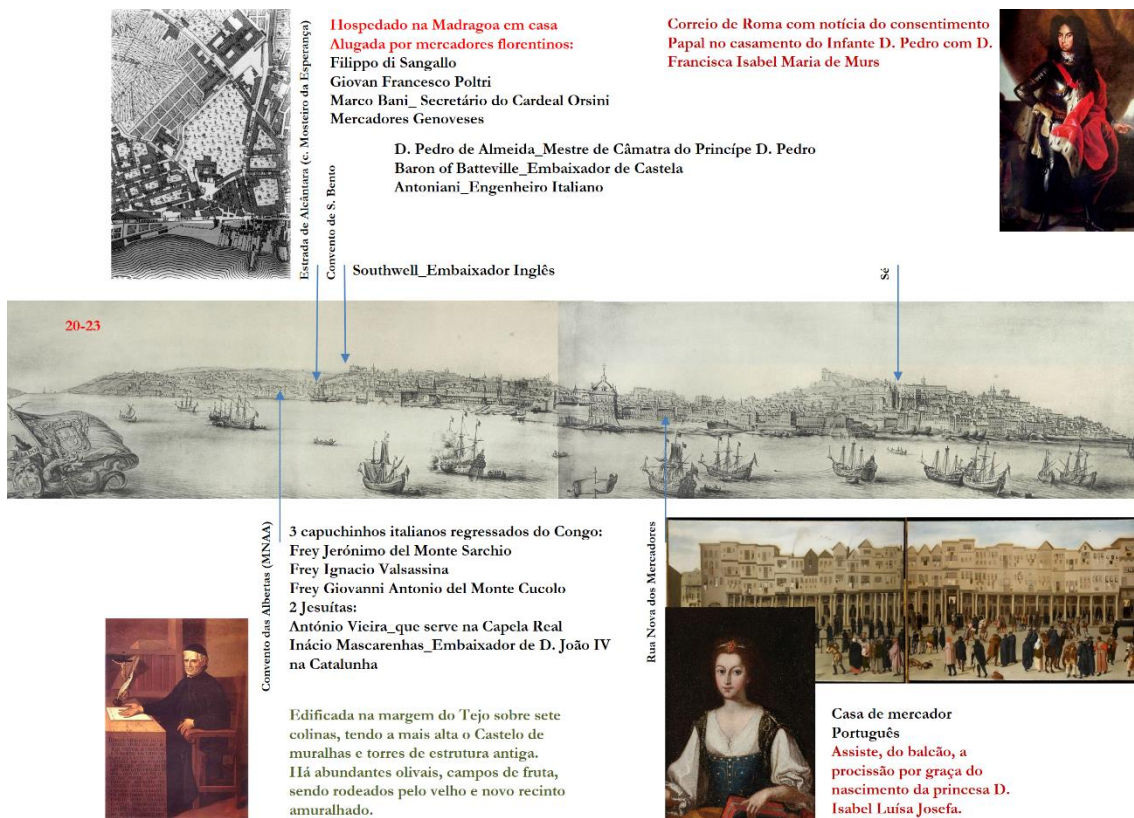 Hospedado na Madragoa em casa
Alugada por mercadores florentinos:
Filippo di Sangallo
Giovan Francesco Poltri
Marco Bani_ Secretário do Cardeal Orsini
Mercadores Genoveses
D. Pedro de Almeida_Mestre de Câmatra do Princípe D. Pedro
Baron of Batteville_Embaixador de Castela
Antoniani_Engenheiro Italiano
Correio de Roma com notícia do consentimento
Papal no casamento do Infante D. Pedro com D.
Francisca Isabel Maria de Murs
Estrada de Alcântara (c. Mosteiro da Esperança)
Convento de S. Bento
Southwell_Embaixador Inglês
Sé
20-23
Convento das Albertas (MNAA)
3 capuchinhos italianos regressados do Congo:
Frey Jerónimo del Monte Sarchio
Frey Ignacio Valsassina
Frey Giovanni Antonio del Monte Cucolo
2 Jesuítas:
António Vieira_que serve na Capela Real
Inácio Mascarenhas_Embaixador de D. João IV
na Catalunha
Edificada na margem do Tejo sobre sete
colinas, tendo a mais alta o Castelo de
muralhas e torres de estrutura antiga.
Há abundantes olivais, campos de fruta,
sendo rodeados pelo velho e novo recinto
amuralhado.
Rua Nova dos Mercadores
Casa de mercador
Português
Assiste, do balcão, a
procissão por graça do
nascimento da princesa D.
Isabel Luísa Josefa.